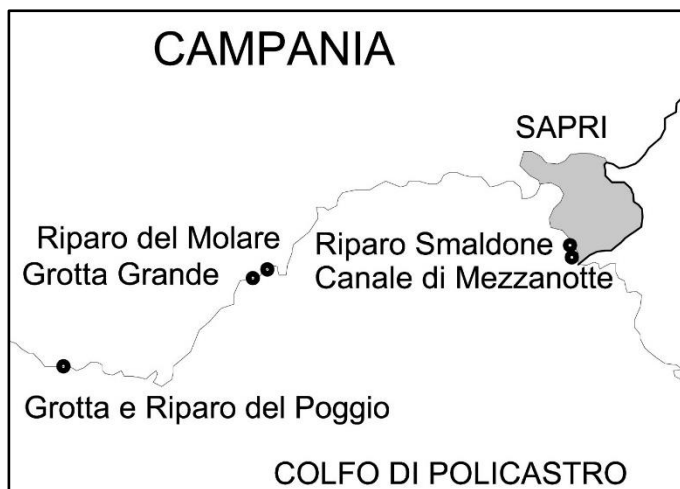 CAMPANIA
SAPRI
Riparo del Molare
Grotta Grande
Riparo Smaldone
Canale di Mezzanotte
Grotta e Riparo del Poggio
COLFO DI POLICASTRO